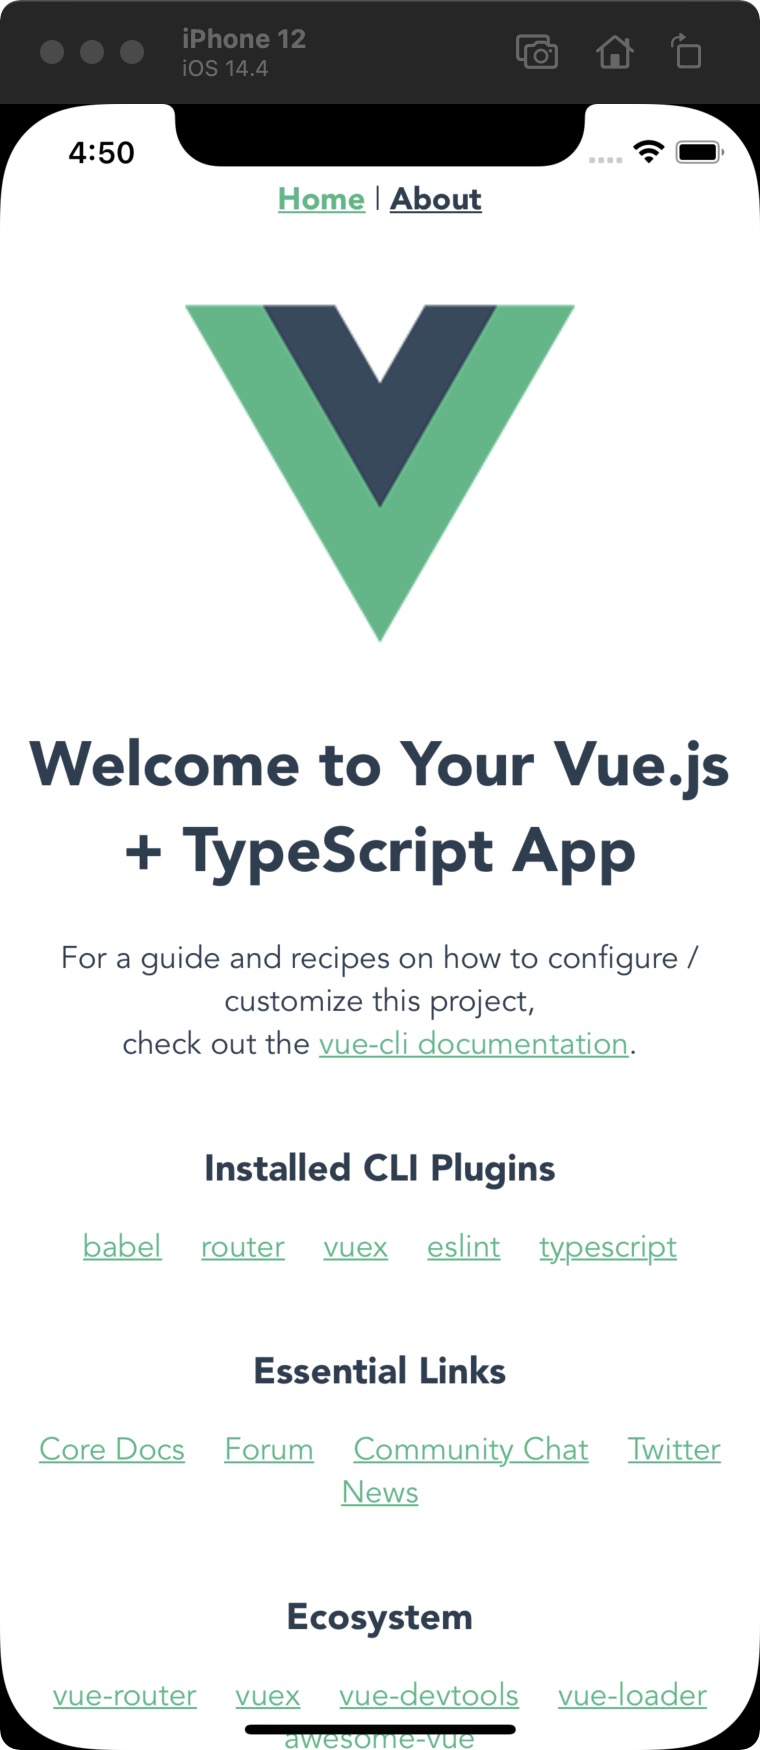 iPhone 12
iOS 14.4
4:50
Home | About
Welcome to Your Vue.js
+ TypeScript App
For a guide and recipes on how to configure /
customize this project,
check out the vue-cli documentation.
Installed CLI Plugins
babel router vuex eslint typescript
Essential Links
Core Docs Forum Community Chat Twitter
News
Ecosystem
vue-router vuex vue-devtools vue-loader
awesome-vue